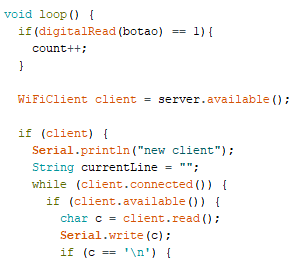 void loop() {
  if(digitalRead(botao) == 1){
    count++;
  }

  WiFiClient client = server.available();

  if (client) {
    Serial.println("new client");
    String currentLine = "";
    while (client.connected()) {
      if (client.available()) {
        char c = client.read();
        Serial.write(c);
        if (c == '\n') {